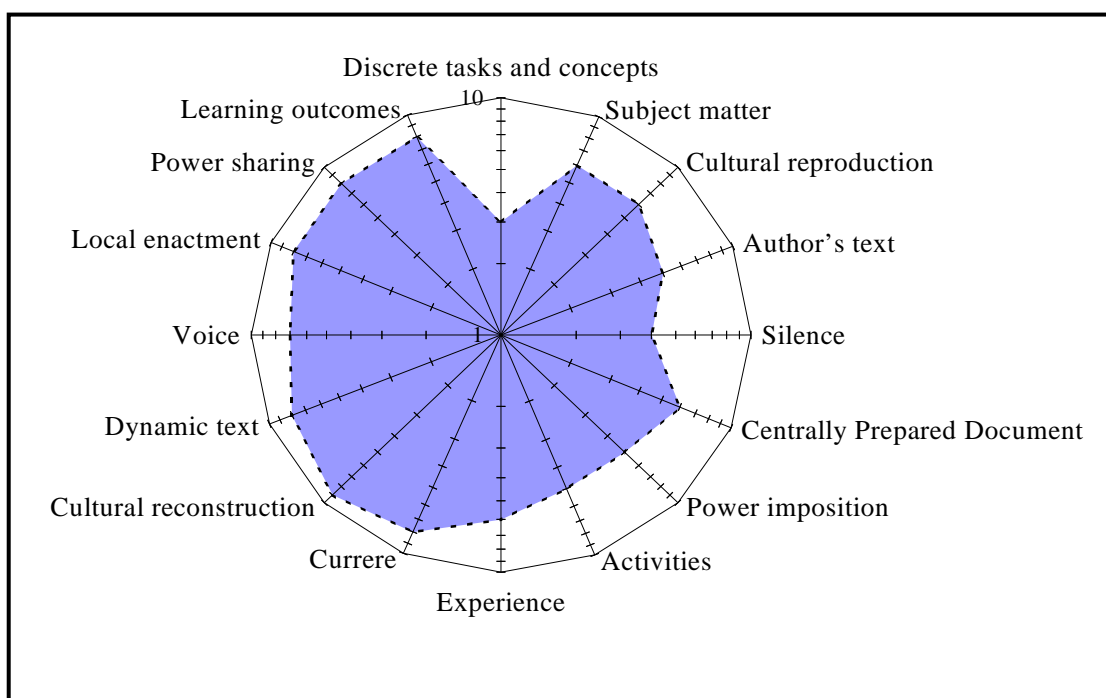 Discrete tasks and concepts
10
Learning outcomes
Subject matter
Power sharing
Cultural reproduction
Local enactment
Author’s text
Voice
1
Silence
Dynamic text
Centrally Prepared Document
Cultural reconstruction
Power imposition
Currere
Activities
Experience